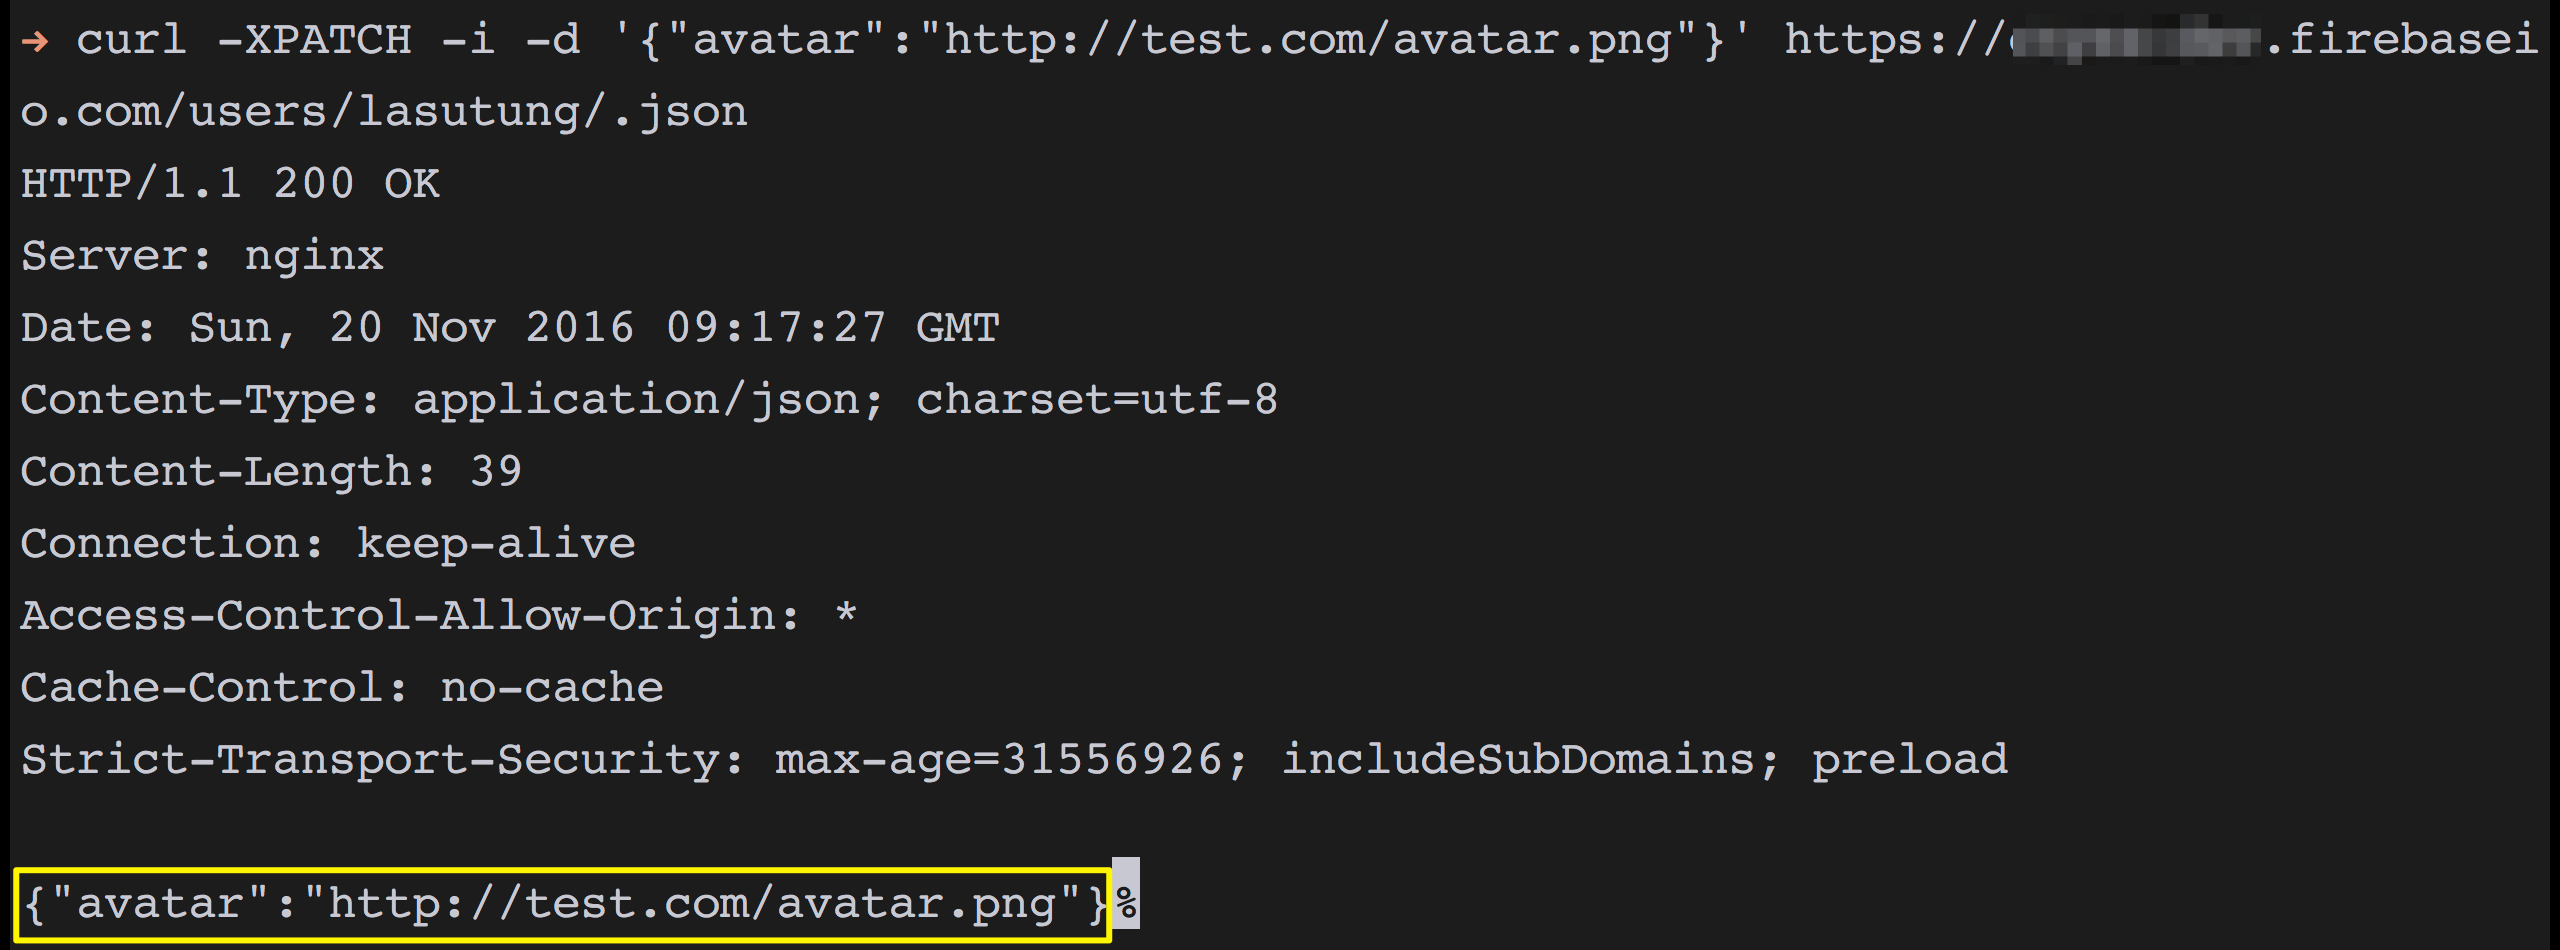 → curl -XPATCH -i -d '{"avatar":"http://test.com/avatar.png"}' https://.firebasei
o.com/users/lasutung/.json
HTTP/1.1 200 OK
Server: nginx
Date: Sun, 20 Nov 2016 09:17:27 GMT
Content-Type: application/json; charset=utf-8
Content-Length: 39
Connection: keep-alive
Access-Control-Allow-Origin: *
Cache-Control: no-cache
Strict-Transport-Security: max-age=31556926; includeSubDomains; preload
{"avatar":"http://test.com/avatar.png"}%